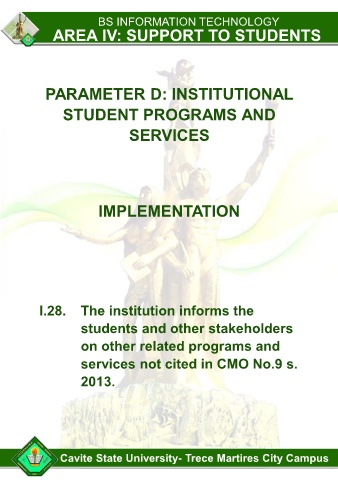 BS INFORMATION TECHNOLOGY
AREA IV: SUPPORT TO STUDENTS
PARAMETER D: INSTITUTIONAL
STUDENT PROGRAMS AND
SERVICES
IMPLEMENTATION
I.28. The institution informs the
students and other stakeholders
on other related programs and
services not cited in CMO No.9 s.
2013.
Cavite State University- Trece Martires City Campus